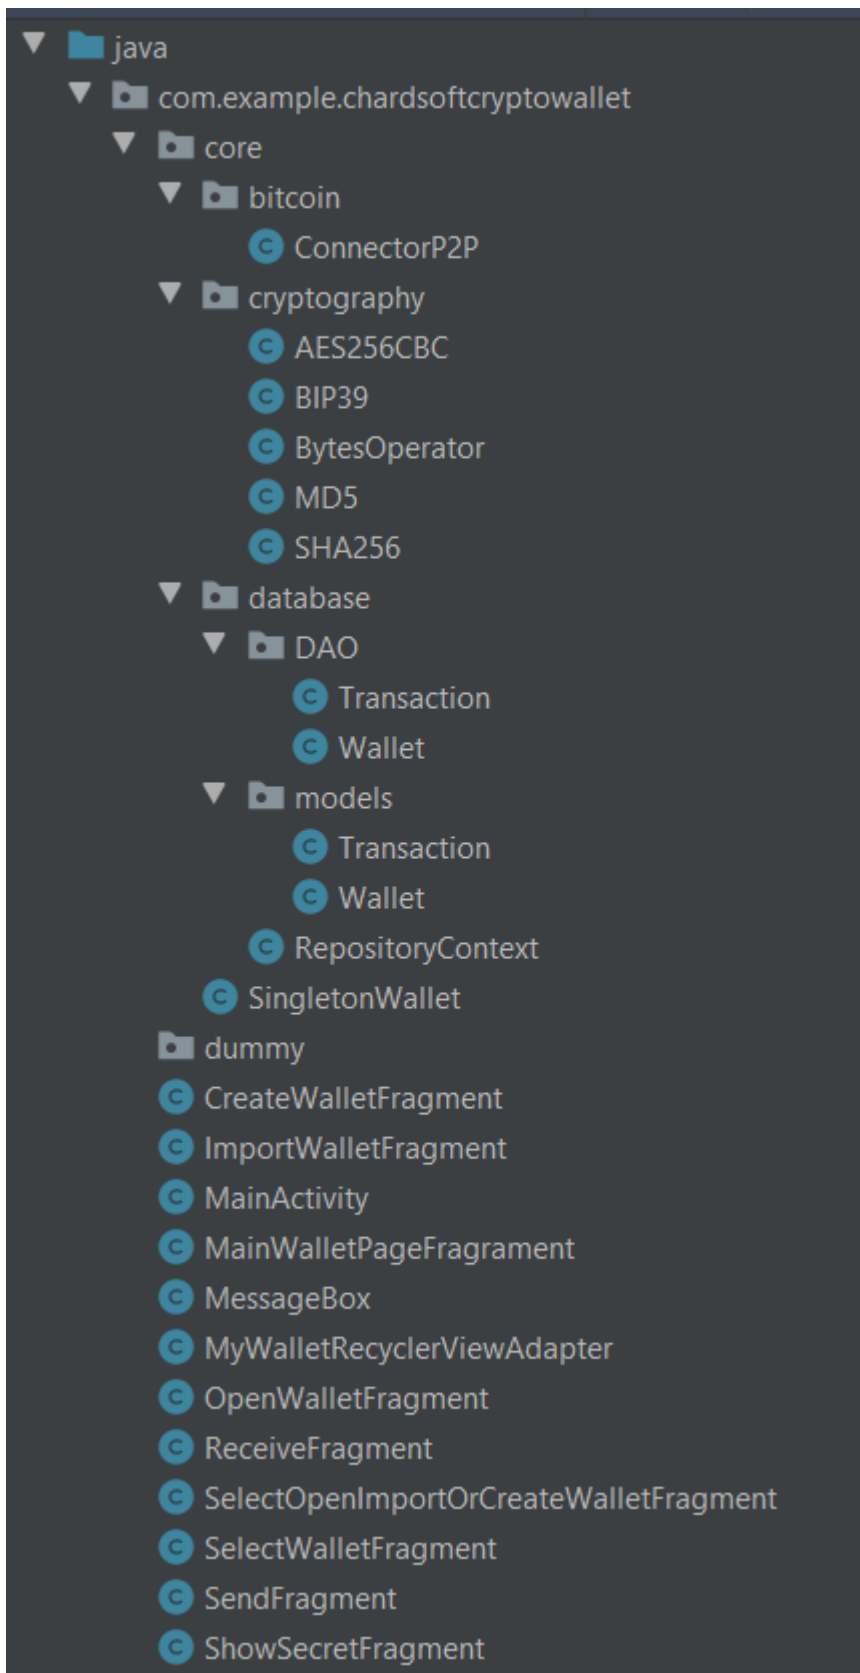 java
com.example.chardsoftcryptowallet
core
bitcoin
C ConnectorP2P
cryptography
C AES256CBC
C BIP39
C BytesOperator
C MD5
C SHA256
database
DAO
C Transaction
C Wallet
models
C Transaction
C Wallet
C RepositoryContext
C SingletonWallet
dummy
C CreateWalletFragment
C ImportWalletFragment
C MainActivity
C MainWalletPageFragrament
C MessageBox
C MyWalletRecyclerViewAdapter
C OpenWalletFragment
C ReceiveFragment
C SelectOpenImportOrCreateWalletFragment
C SelectWalletFragment
C SendFragment
C ShowSecretFragment